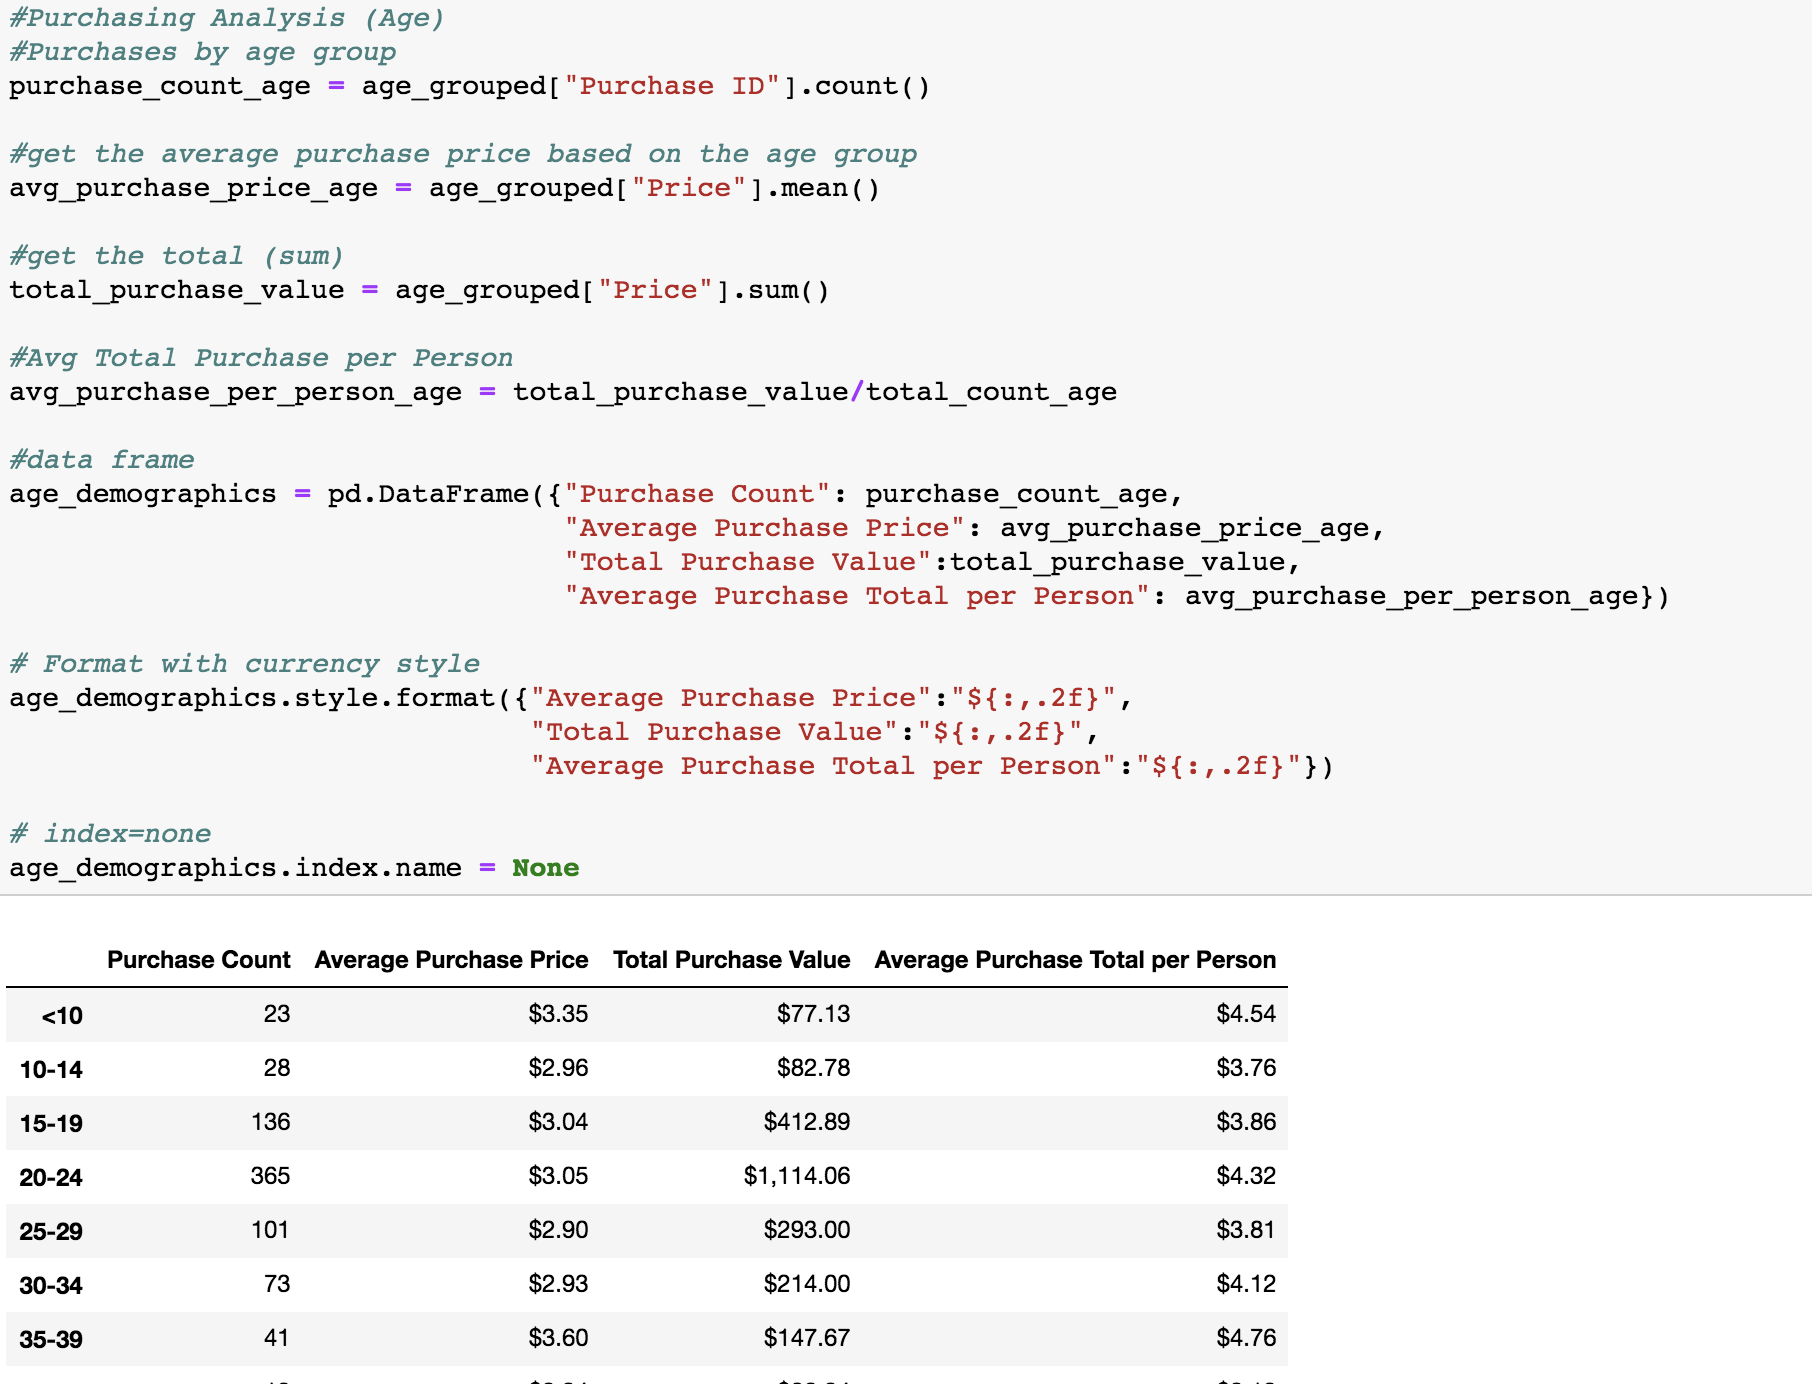 #Purchasing Analysis (Age)
#Purchases by age group
purchase_count_age = age_grouped["Purchase ID"].count()
#get the average purchase price based on the age group
avg_purchase_price_age = age_grouped["Price"].mean()
#get the total (sum)
total_purchase_value = age_grouped["Price"].sum()
#Avg Total Purchase per Person
avg_purchase_per_person_age = total_purchase_value/total_count_age
#data frame
age_demographics = pd.DataFrame({"Purchase Count": purchase_count_age,
"Average Purchase Price": avg_purchase_price_age,
"Total Purchase Value":total_purchase_value,
"Average Purchase Total per Person": avg_purchase_per_person_age})
# Format with currency style
age_demographics.style.format({"Average Purchase Price":"${:,.2f}",
"Total Purchase Value":"${:,.2f}",
"Average Purchase Total per Person":"${:,.2f}"})
# index=none
age_demographics.index.name = None
Purchase Count Average Purchase Price Total Purchase Value Average Purchase Total per Person
<10 23 $3.35 $77.13 $4.54
10-14 28 $2.96 $82.78 $3.76
15-19 136 $3.04 $412.89 $3.86
20-24 365 $3.05 $1,114.06 $4.32
25-29 101 $2.90 $293.00 $3.81
30-34 73 $2.93 $214.00 $4.12
35-39 41 $3.60 $147.67 $4.76